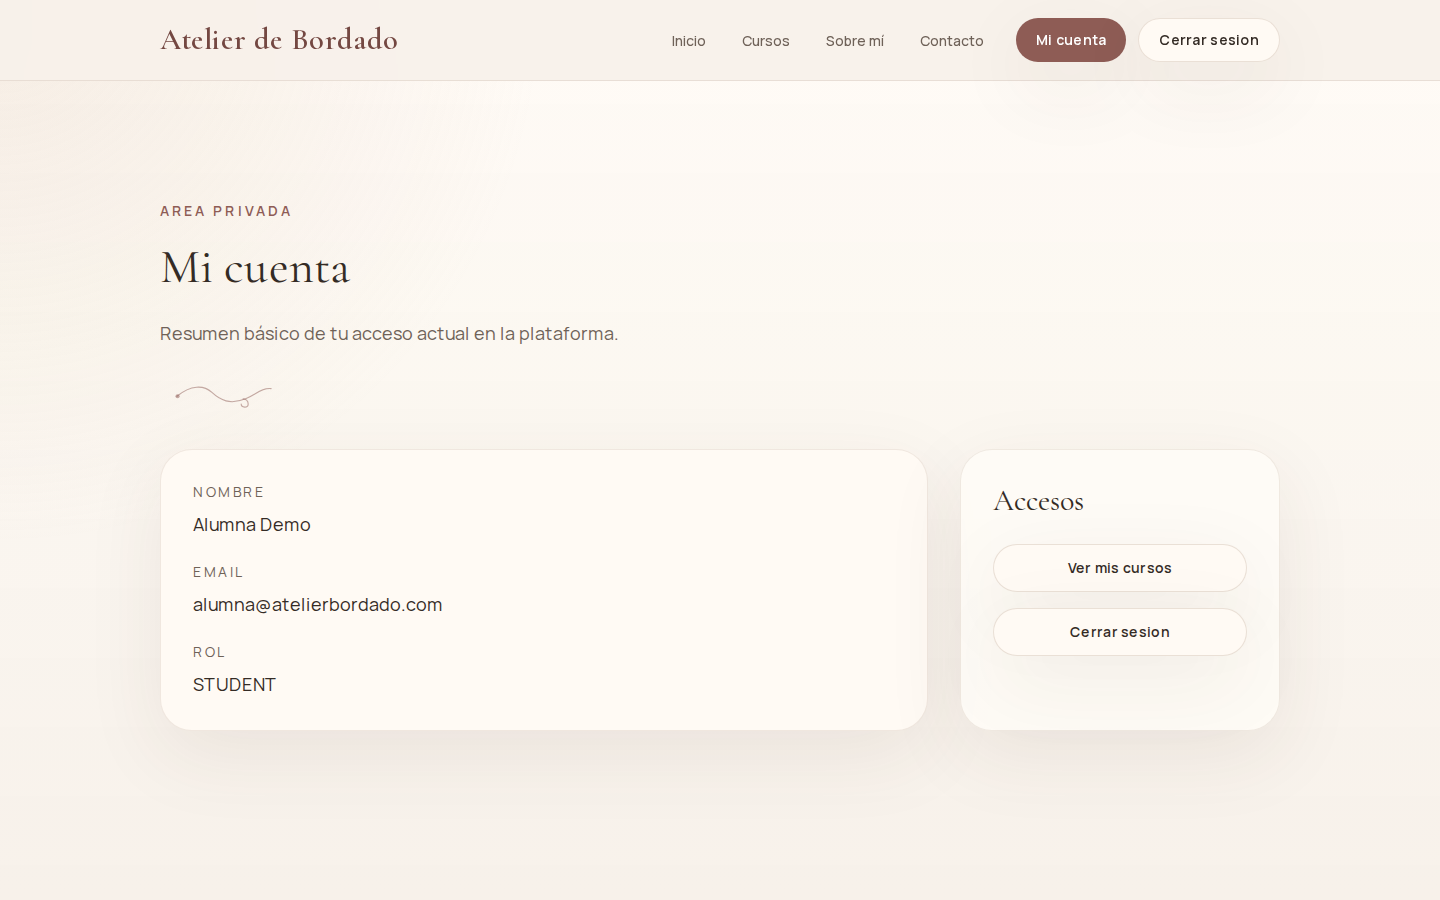 Atelier de Bordado
Inicio Cursos Sobre mí Contacto Mi cuenta Cerrar sesion
AREA PRIVADA
Mi cuenta
Resumen básico de tu acceso actual en la plataforma.
NOMBRE
Alumna Demo
EMAIL
alumna@atelierbordado.com
ROL
STUDENT
Accesos
Ver mis cursos
Cerrar sesion